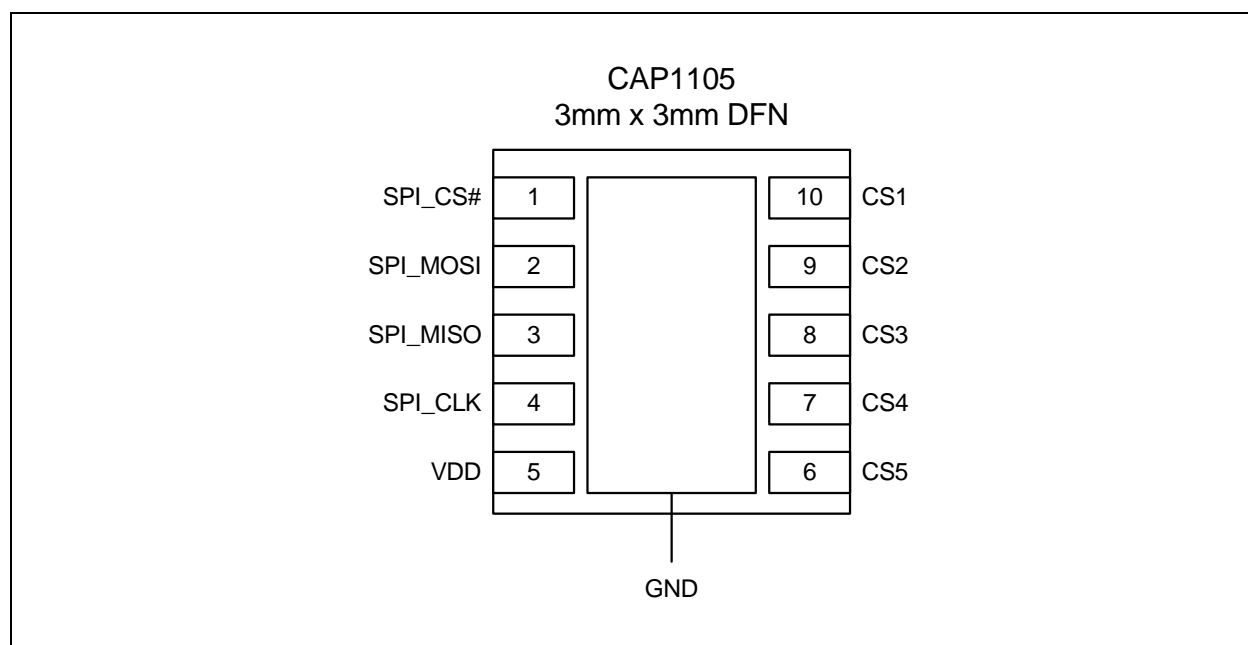 CAP1105
3mm x 3mm DFN
SPI_CS# 1 10 CS1
SPI_MOSI 2 9 CS2
SPI_MISO 3 8 CS3
SPI_CLK 4 7 CS4
VDD 5 6 CS5
GND